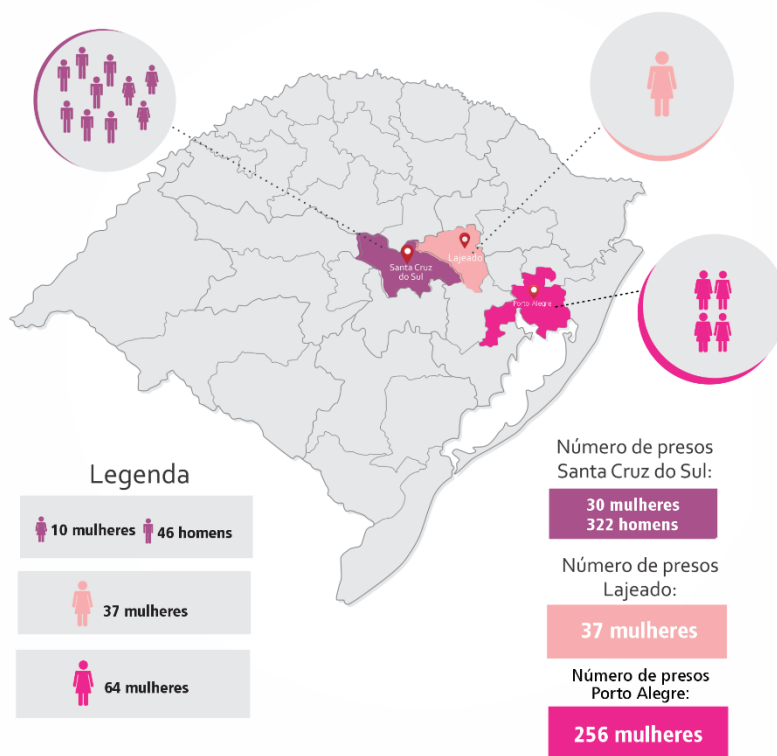 Santa Cruz
do Sul
Lajeado
Porto Alegre
Legenda
10 mulheres 46 homens
37 mulheres
64 mulheres
Número de presos
Santa Cruz do Sul:
30 mulheres
322 homens
Número de presos
Lajeado:
37 mulheres
Número de presos
Porto Alegre:
256 mulheres